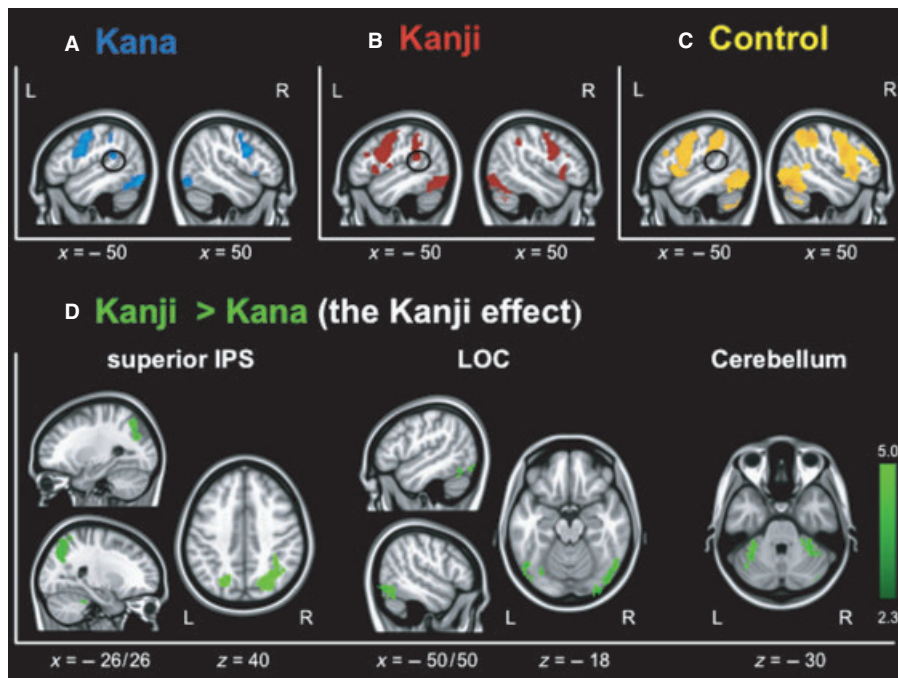 A Kana
B Kanji
C Control
L R
L R
L R
x = – 50 x = 50
x = – 50 x = 50
x = – 50 x = 50
D Kanji > Kana (the Kanji effect)
superior IPS
LOC
Cerebellum
5.0
2.3
L R
L R
L R
x = – 26/26
z = 40
x = – 50/50
z = – 18
z = – 30